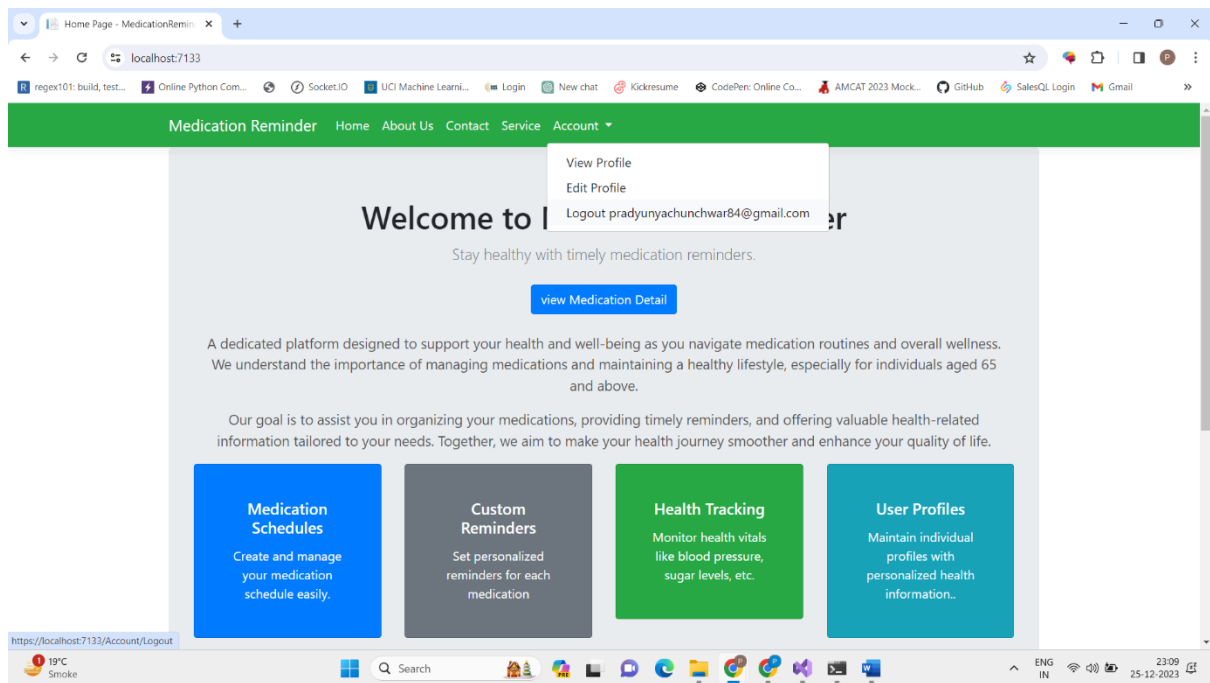 Home Page - MedicationRemin
localhost:7133
regex101: build, test... Online Python Com... Socket.IO UCI Machine Learni... Login New chat Kickresume CodePen: Online Co... AMCAT 2023 Mock... GitHub SalesQL Login Gmail »
Medication Reminder Home About Us Contact Service Account
View Profile
Edit Profile
Logout pradyunyachunchwar84@gmail.com
Welcome to
er
Stay healthy with timely medication reminders.
view Medication Detail
A dedicated platform designed to support your health and well-being as you navigate medication routines and overall wellness.
We understand the importance of managing medications and maintaining a healthy lifestyle, especially for individuals aged 65
and above.
Our goal is to assist you in organizing your medications, providing timely reminders, and offering valuable health-related
information tailored to your needs. Together, we aim to make your health journey smoother and enhance your quality of life.
Medication
Schedules
Create and manage
your medication
schedule easily.
Custom
Reminders
Set personalized
reminders for each
medication
Health Tracking
Monitor health vitals
like blood pressure,
sugar levels, etc.
User Profiles
Maintain individual
profiles with
personalized health
information..
https://localhost:7133/Account/Logout
1
19°C
Smoke
Search
PRE
ENG
IN
23:09
25-12-2023